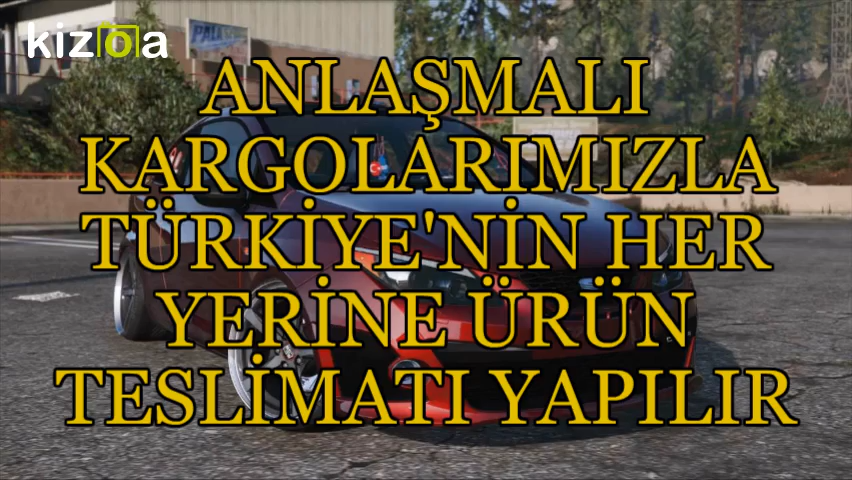 kizoa
ANLAŞMALI
KARGOLARIMIZLA
TÜRKİYE'NİN HER
YERİNE ÜRÜN
TESLİMATI YAPILIR